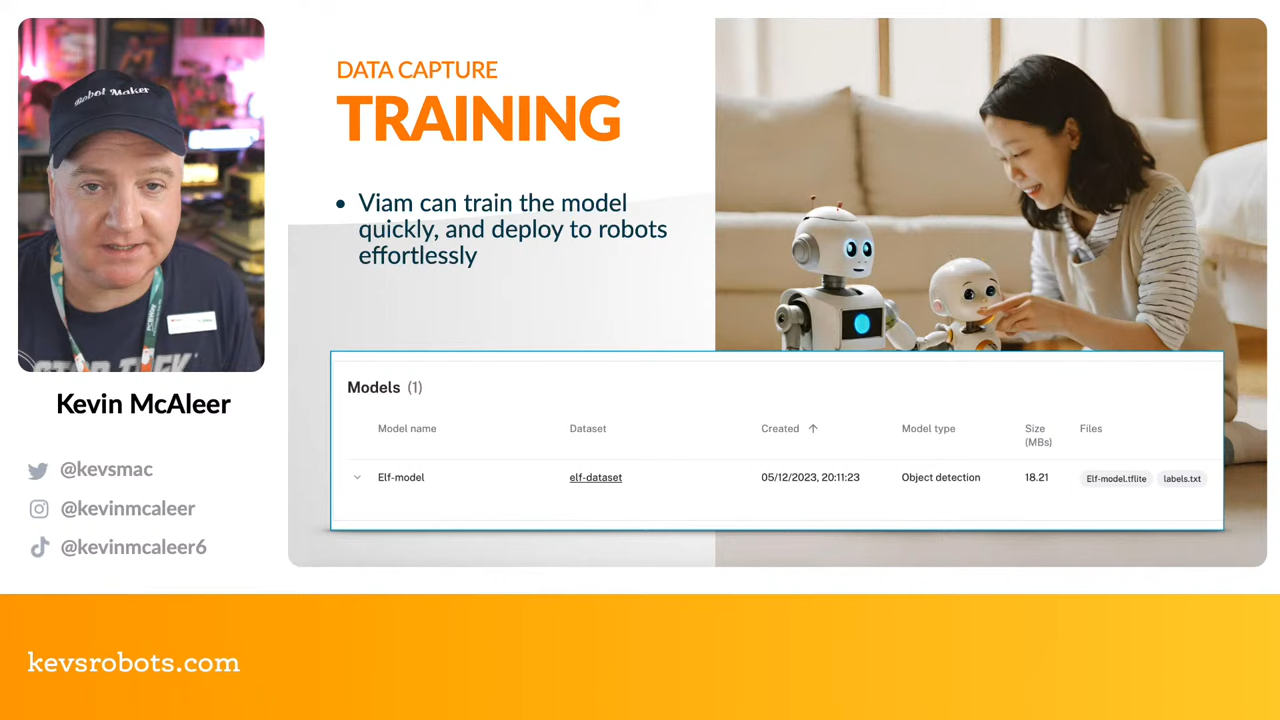 Robot Maker
STAR TREK
Kevin McAleer
@kevsmac
@kevinmcaleer
@kevinmcaleer6
DATA CAPTURE
TRAINING
• Viam can train the model
quickly, and deploy to robots
effortlessly
Models (1)
Model name Dataset Created ↑ Model type Size (MBs) Files
Elf-model elf-dataset 05/12/2023, 20:11:23 Object detection 18.21 Elf-model.tflite labels.txt
kevsrobots.com